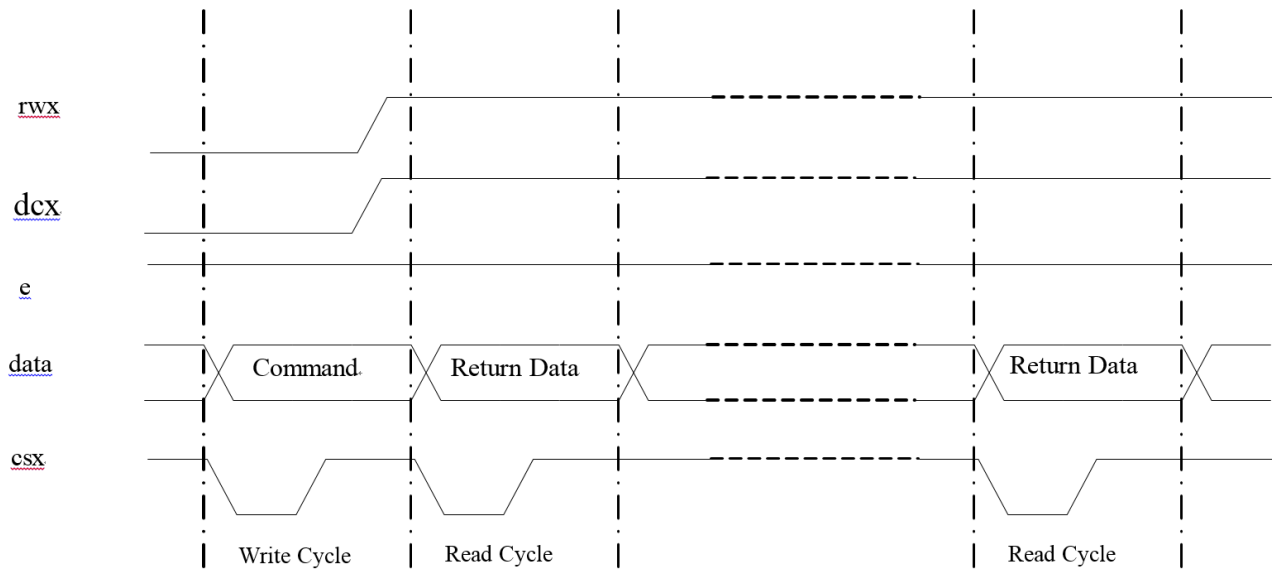 rwx
dcx
e
data
Command
Return Data
Return Data
csx
Write Cycle
Read Cycle
Read Cycle